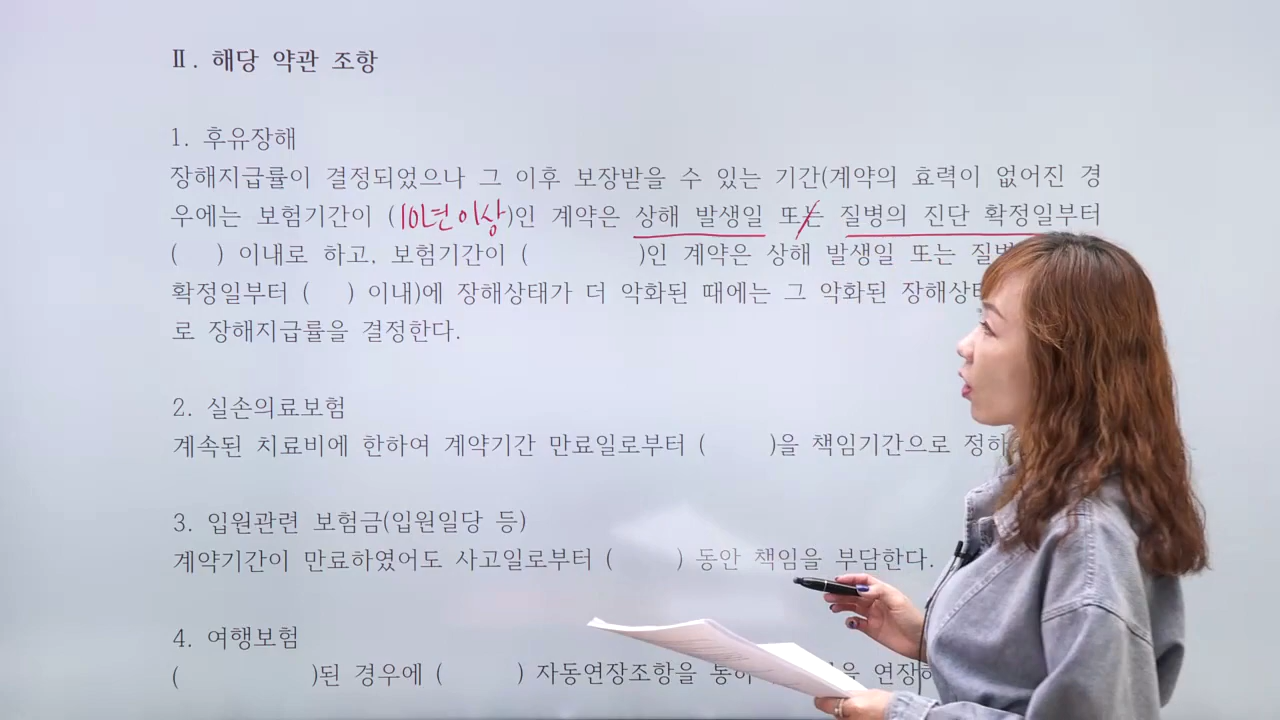 Ⅱ. 해당 약관 조항
1. 후유장해
장해지급률이 결정되었으나 그 이후 보장받을 수 있는 기간(계약의 효력이 없어진 경
우에는 보험기간이 (10년 이상)인 계약은 상해 발생일 또는 질병의 진단 확정일부터
( ) 이내로 하고, 보험기간이 ( )인 계약은 상해 발생일 또는
확정일부터 ( ) 이내)에 장해상태가 더 악화된 때에는 그 악화된
로 장해지급률을 결정한다.
2. 실손의료보험
계속된 치료비에 한하여 계약기간 만료일로부터 ( )을 책임기간으로
3. 입원관련 보험금(입원일당 등)
계약기간이 만료하였어도 사고일로부터 ( ) 동안 책임을 부담한다.
4. 여행보험
( )된 경우에 ( ) 자동연장조항을